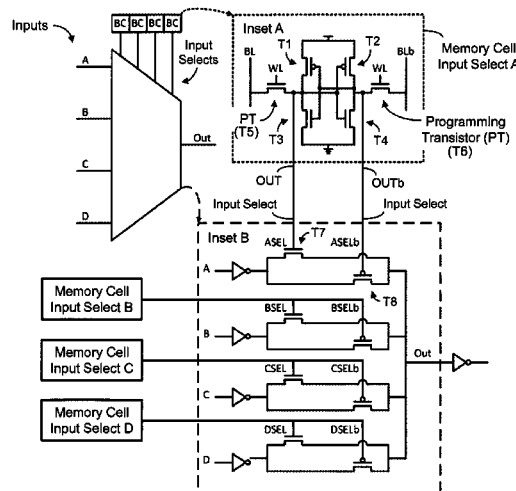 Inputs
BC BC BC BC
Input
Selects
A
B
C
D
Out
Inset A
BL
BLb
T1
T2
WL
WL
PT
(T5)
T3
T4
Programming
Transistor (PT)
(T6)
Memory Cell
Input Select A
OUT
OUTb
Input Select
Input Select
Inset B
ASEL
T7
ASELb
A
T8
Memory Cell
Input Select B
BSEL
BSELb
B
Out
Memory Cell
Input Select C
CSEL
CSELb
C
Memory Cell
Input Select D
DSEL
DSELb
D